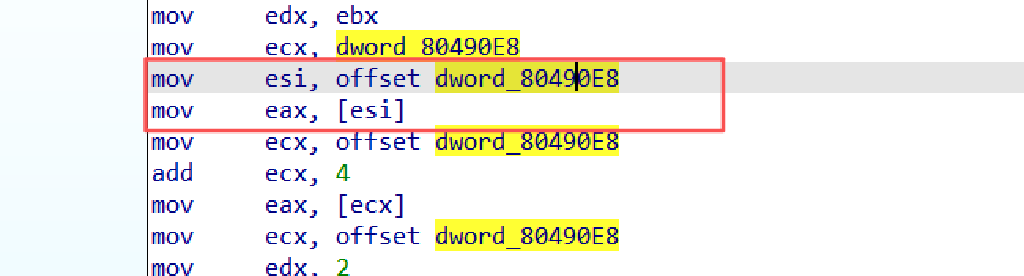 mov edx, ebx
mov ecx, dword_80490E8
mov esi, offset dword_80490E8
mov eax, [esi]
mov ecx, offset dword_80490E8
add ecx, 4
mov eax, [ecx]
mov ecx, offset dword_80490E8
mov edx, 2